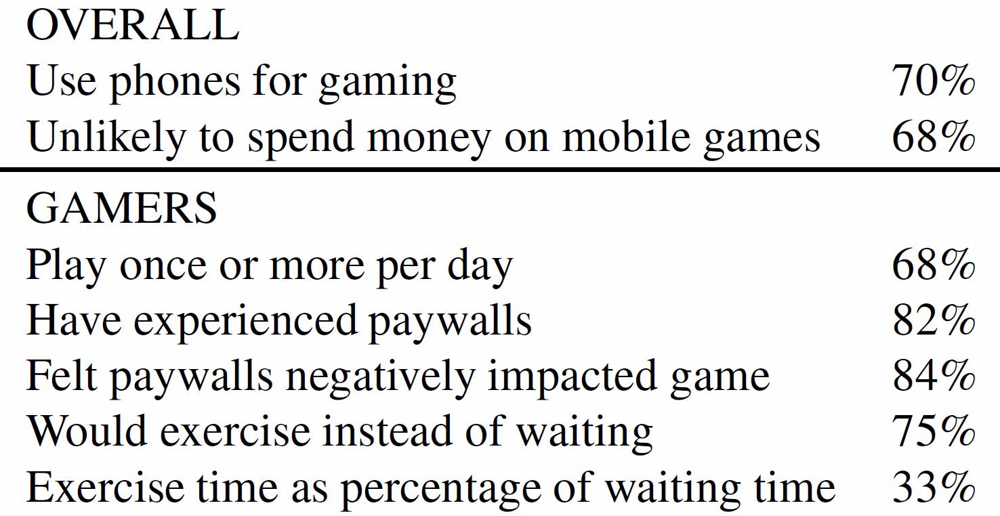 OVERALL
Use phones for gaming 70%
Unlikely to spend money on mobile games 68%
GAMERS
Play once or more per day 68%
Have experienced paywalls 82%
Felt paywalls negatively impacted game 84%
Would exercise instead of waiting 75%
Exercise time as percentage of waiting time 33%